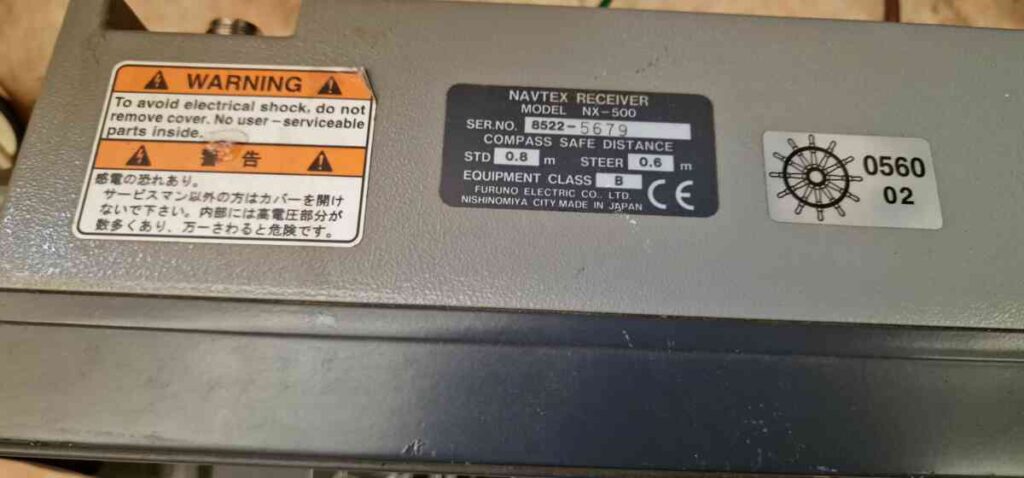 WARNING
To avoid electrical shock, do not
remove cover. No user-serviceable
parts inside.
警告
感電の恐れあり。
サービスマン以外の方はカバーを開け
ないで下さい。内部には高電圧部分が
数多くあり、万一さわると危険です。
NAVTEX RECEIVER
MODEL NX-500
SER.NO. 8522-5679
COMPASS SAFE DISTANCE
STD 0.8 m STEER 0.6 m
EQUIPMENT CLASS B
FURUNO ELECTRIC CO. LTD.
NISHINOMIYA CITY MADE IN JAPAN
CE
0560
02